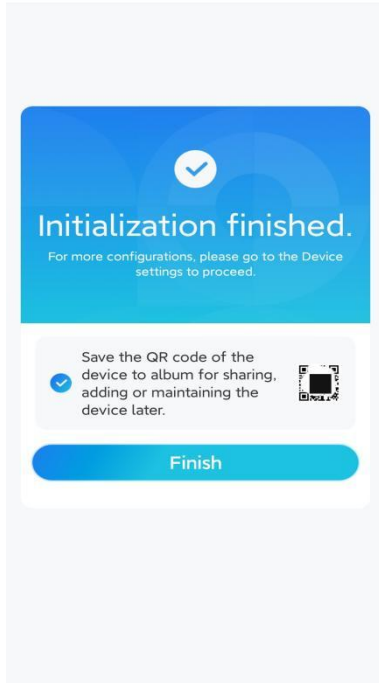 Initialization finished.
For more configurations, please go to the Device
settings to proceed.
Save the QR code of the
device to album for sharing,
adding or maintaining the
device later.
Finish